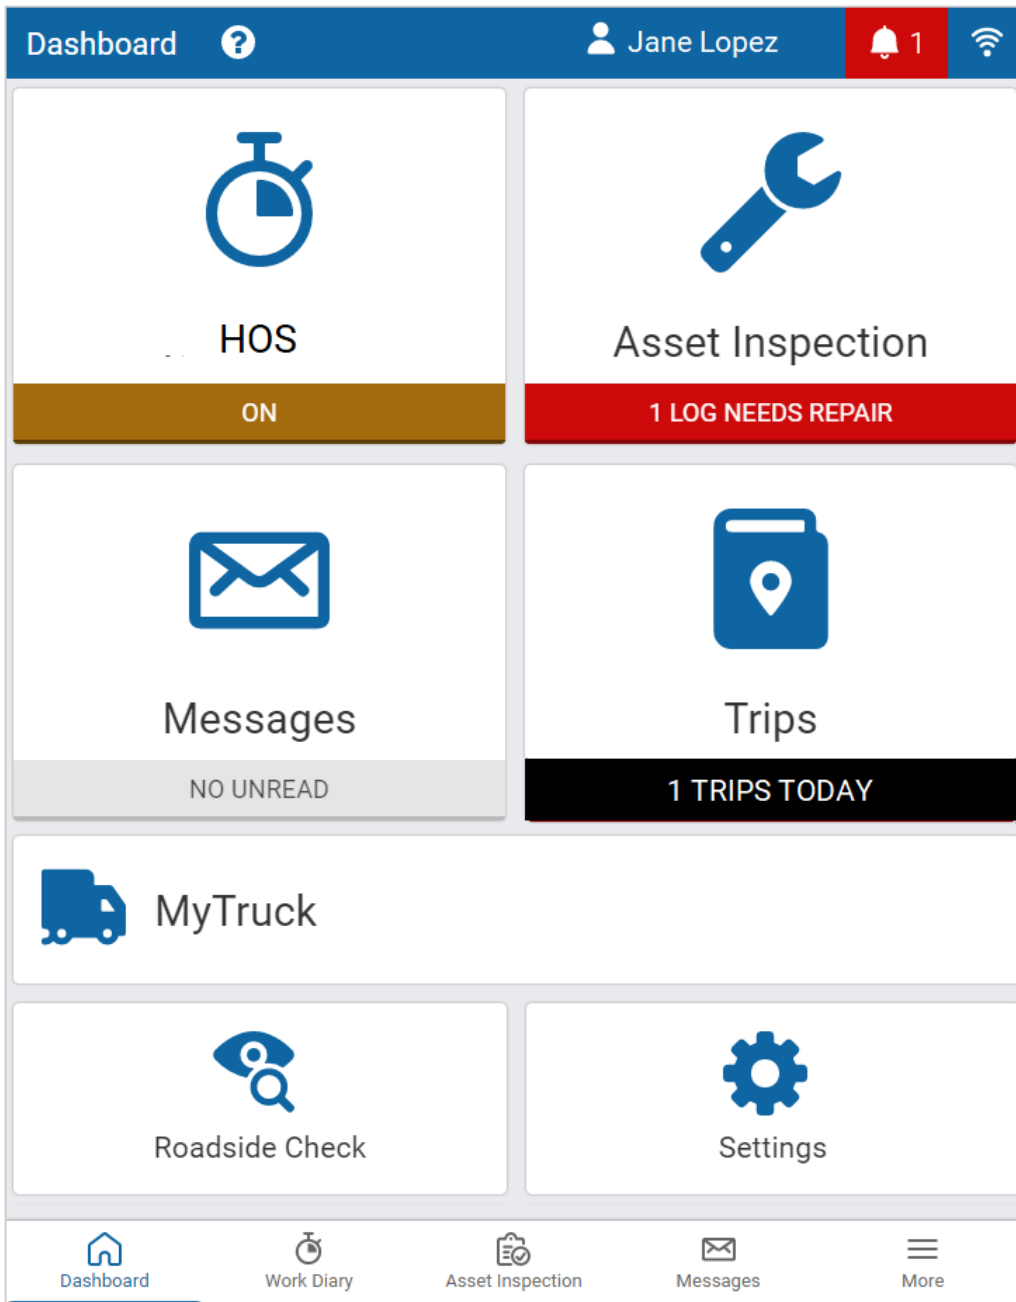 Dashboard ? Jane Lopez 1
HOS
Asset Inspection
ON
1 LOG NEEDS REPAIR
Messages
Trips
NO UNREAD
1 TRIPS TODAY
MyTruck
Roadside Check
Settings
Dashboard Work Diary Asset Inspection Messages More